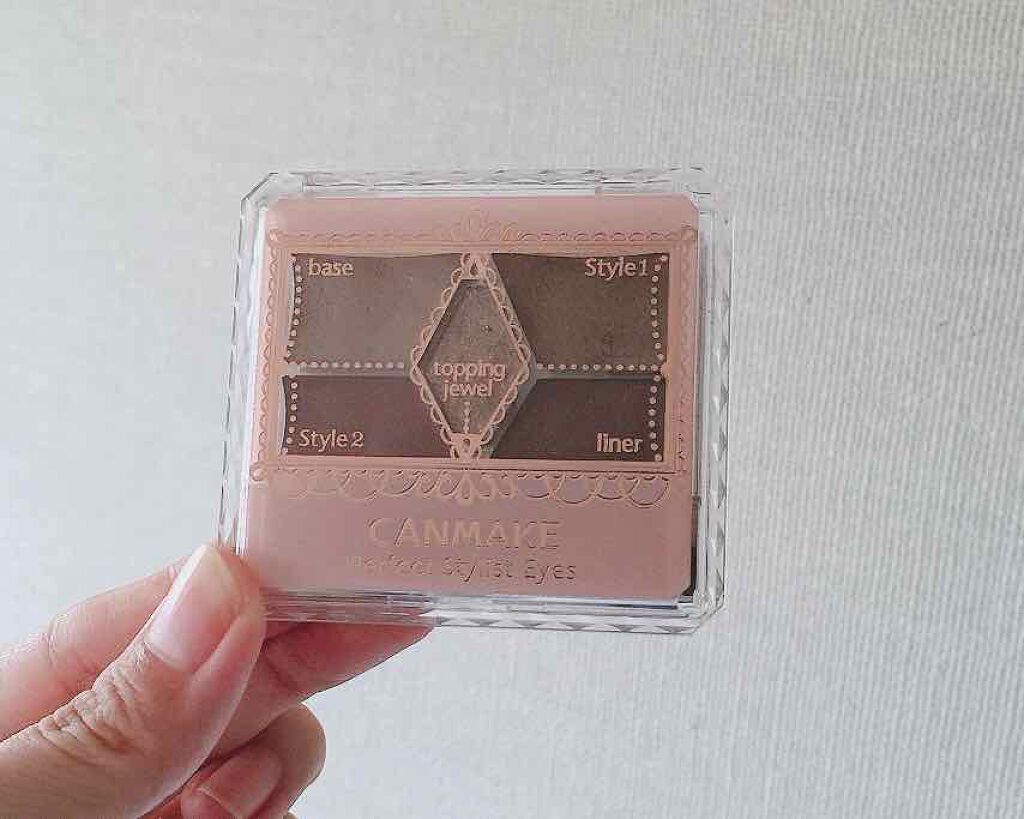 base
Style1
topping
jewel
Style2
liner
CANMAKE
Perfect Stylist Eyes